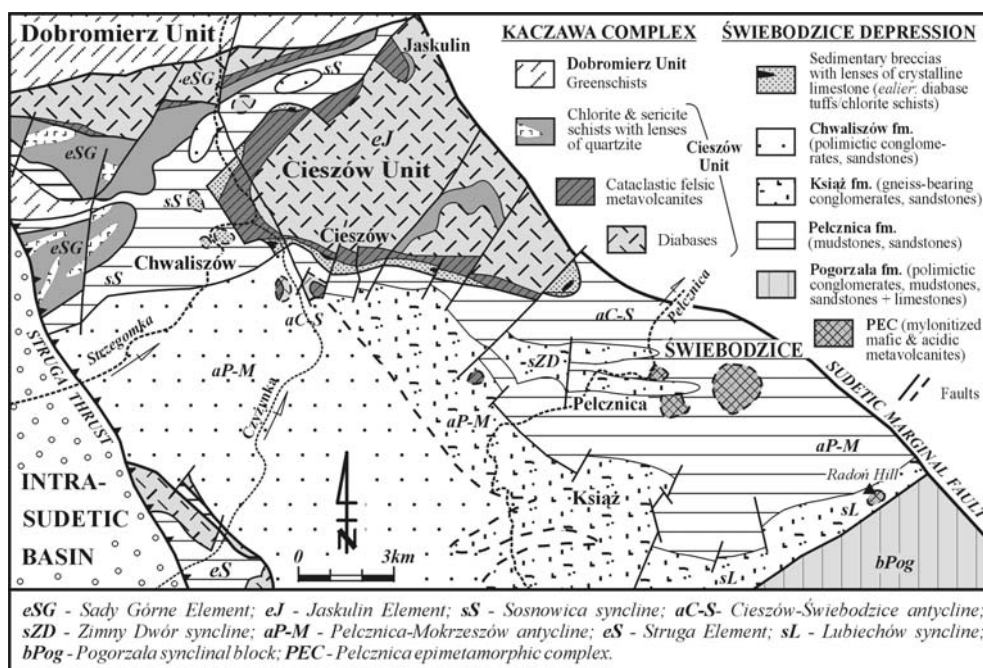 Dobromierz Unit
eSG
Jaskulin
sS
eSG
eJ
Cieszów Unit
sS
Cieszów
eSG
Chwaliszów
sS
STRUGA
THRUST
Strzegomka
aP-M
Czyżynka
aC-S
aC-S
Pełcznica
sZD
ŚWIEBODZICE
Pełcznica
aP-M
aP-M
SUDETIC MARGINAL FAULT
Radoń Hill
Książ
sL
sL
bPog
INTRA-
SUDETIC
BASIN
eS
N
0 3km
KACZAWA COMPLEX
Dobromierz Unit
Greenschists
Chlorite & sericite
schists with lenses
of quartzite
Cieszów
Unit
Cataclastic felsic
metavolcanites
Diabases
ŚWIEBODZICE DEPRESSION
Sedimentary breccias
with lenses of crystalline
limestone (ealier: diabase
tuffs/chlorite schists)
Chwaliszów fm.
(polimictic conglome-
rates, sandstones)
Książ fm. (gneiss-bearing
conglomerates, sandstones)
Pełcznica fm.
(mudstones, sandstones)
Pogorzała fm. (polimictic
conglomerates, mudstones,
sandstones + limestones)
PEC (mylonitized
mafic & acidic
metavolcanites)
Faults
eSG - Sady Górne Element; eJ - Jaskulin Element; sS - Sosnowica syncline; aC-S- Cieszów-Świebodzice antycline;
sZD - Zimny Dwór syncline; aP-M - Pełcznica-Mokrzeszów antycline; eS - Struga Element; sL - Lubiechów syncline;
bPog - Pogorzała synclinal block; PEC - Pełcznica epimetamorphic complex.